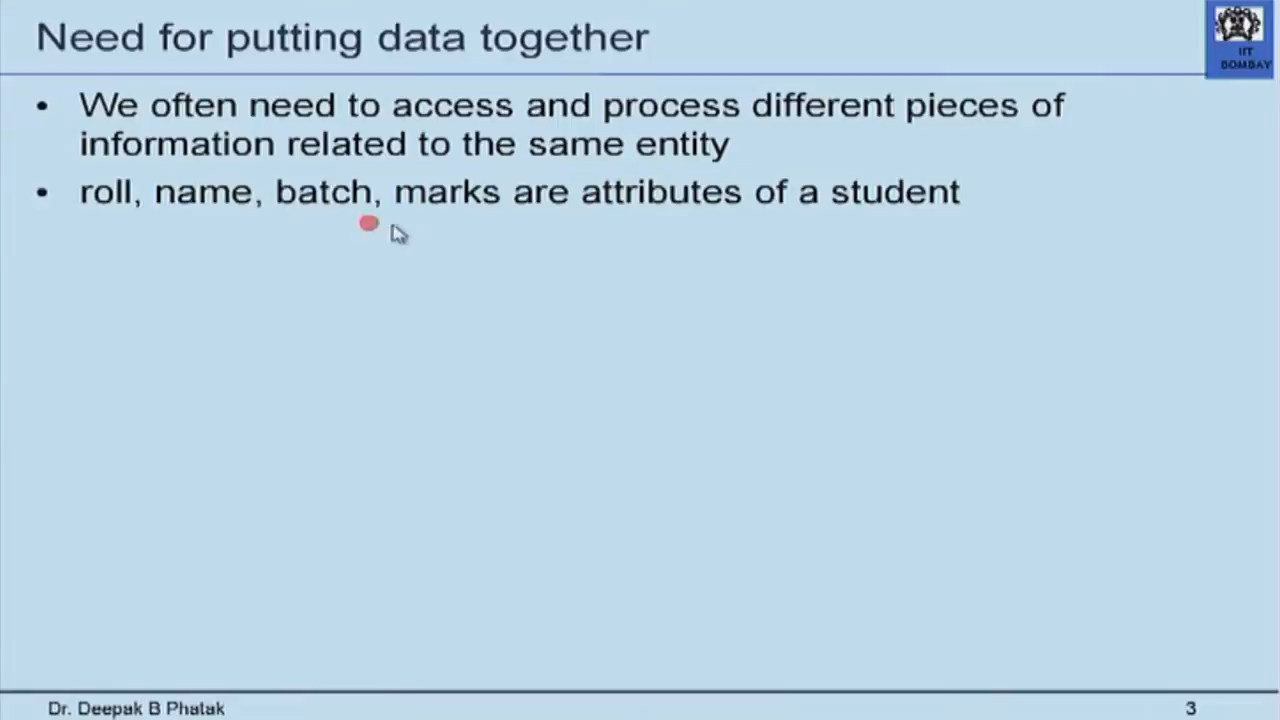 Need for putting data together
IIT
BOMBAY
• We often need to access and process different pieces of
information related to the same entity
• roll, name, batch, marks are attributes of a student
Dr. Deepak B Phatak
3